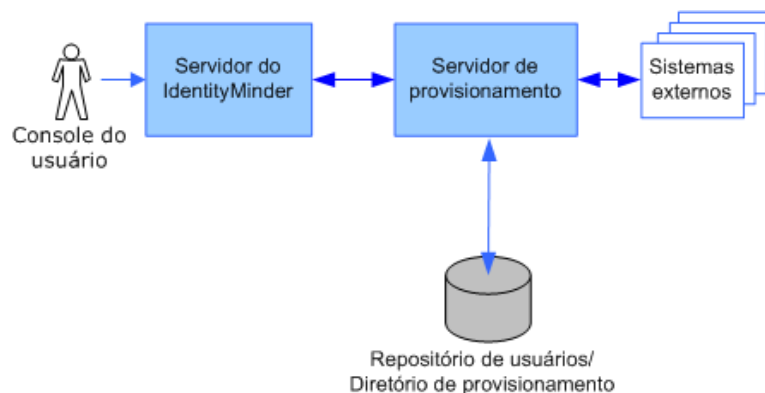 Servidor do
IdentityMinder
Servidor de
provisionamento
Sistemas
externos
Console do
usuário
Repositório de usuários/
Diretório de provisionamento